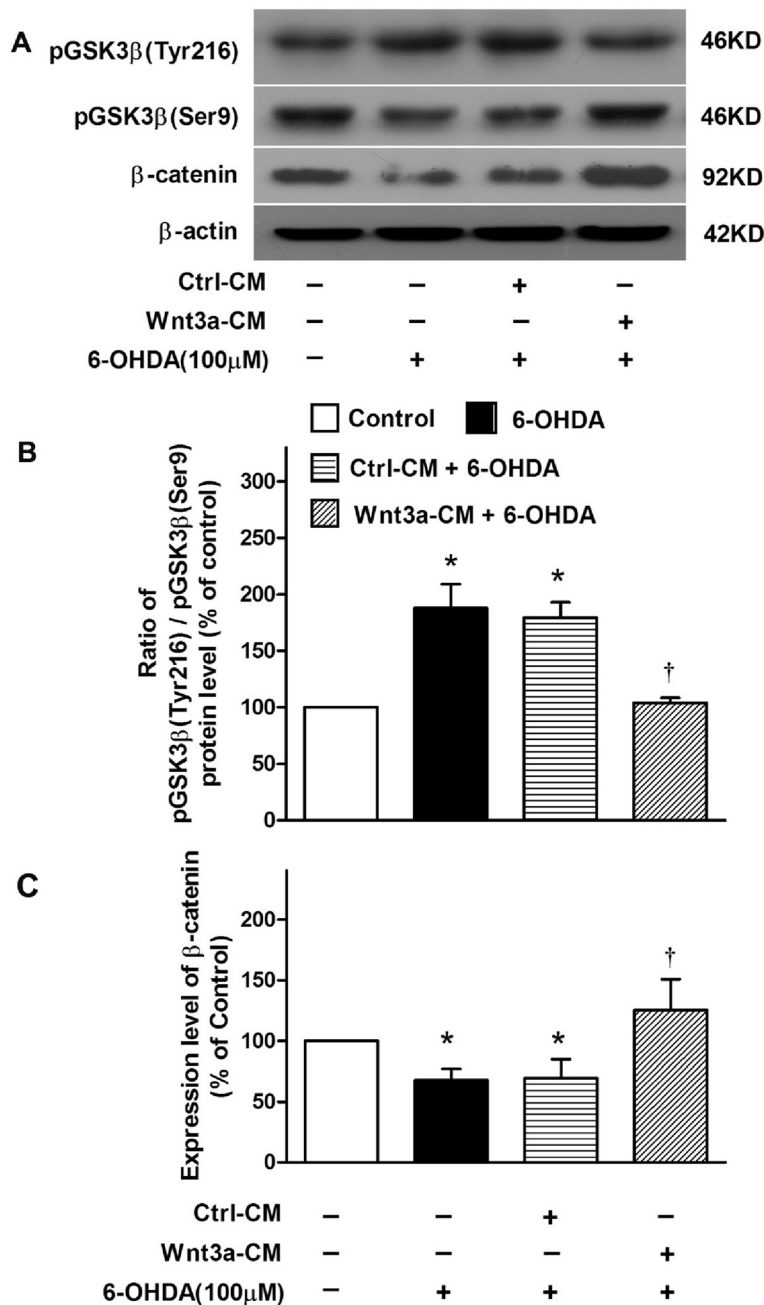 A
pGSK3β(Tyr216) 46KD
pGSK3β(Ser9) 46KD
β-catenin 92KD
β-actin 42KD
Ctrl-CM – – + –
Wnt3a-CM – – – +
6-OHDA(100μM) – + + +
B
Control 6-OHDA
Ctrl-CM + 6-OHDA
Wnt3a-CM + 6-OHDA
Ratio of
pGSK3β(Tyr216) / pGSK3β(Ser9)
protein level (% of control)
300
250
200
150
100
50
0
* * †
C
Expression level of β-catenin
(% of Control)
200
150
100
50
0
* * †
Ctrl-CM – – + –
Wnt3a-CM – – – +
6-OHDA(100μM) – + + +